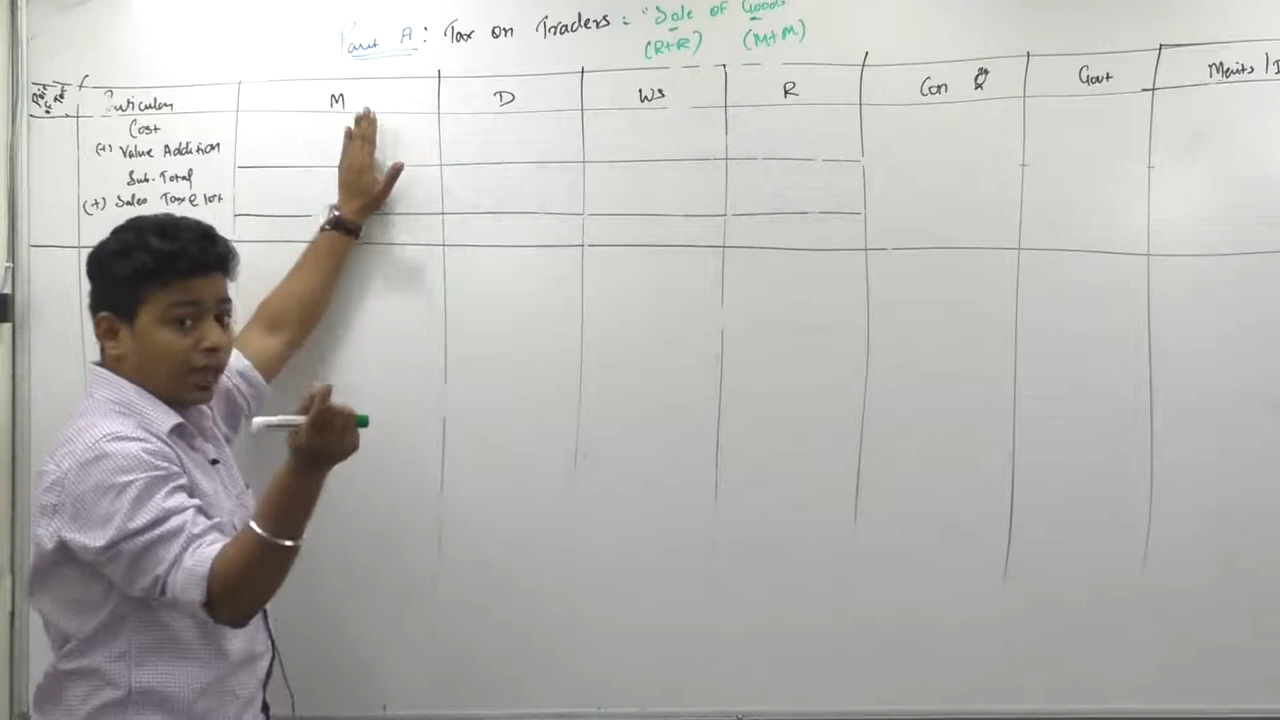 Part A : Tax on Traders : "Sale of Goods
(R+R) (M+M)
Particulars M D WS R Con Govt Merits /
Cost
(+) Value Addition
Sub-Total
(+) Sales Tax @ 10%